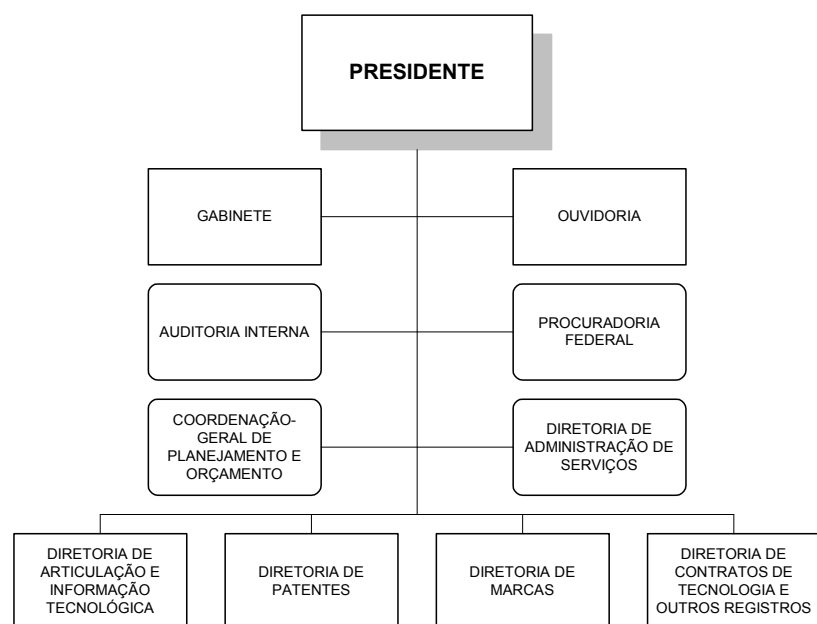 PRESIDENTE
GABINETE
OUVIDORIA
AUDITORIA INTERNA
PROCURADORIA
FEDERAL
COORDENAÇÃO-
GERAL DE
PLANEJAMENTO E
ORÇAMENTO
DIRETORIA DE
ADMINISTRAÇÃO DE
SERVIÇOS
DIRETORIA DE
ARTICULAÇÃO E
INFORMAÇÃO
TECNOLÓGICA
DIRETORIA DE
PATENTES
DIRETORIA DE
MARCAS
DIRETORIA DE
CONTRATOS DE
TECNOLOGIA E
OUTROS REGISTROS